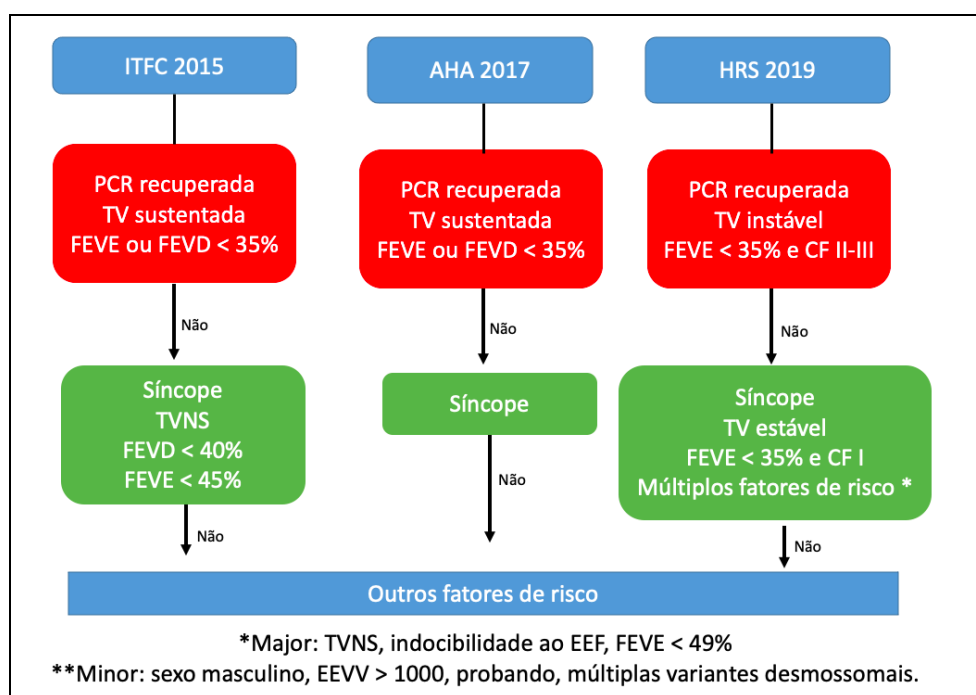 ITFC 2015
AHA 2017
HRS 2019
PCR recuperada
TV sustentada
FEVE ou FEVD < 35%
PCR recuperada
TV sustentada
FEVE ou FEVD < 35%
PCR recuperada
TV instável
FEVE < 35% e CF II-III
Não
Não
Não
Síncope
TVNS
FEVD < 40%
FEVE < 45%
Síncope
Síncope
TV estável
FEVE < 35% e CF I
Múltiplos fatores de risco *
Não
Não
Não
Outros fatores de risco
*Major: TVNS, indocibilidade ao EEF, FEVE < 49%
**Minor: sexo masculino, EEVV > 1000, probando, múltiplas variantes desmossomais.